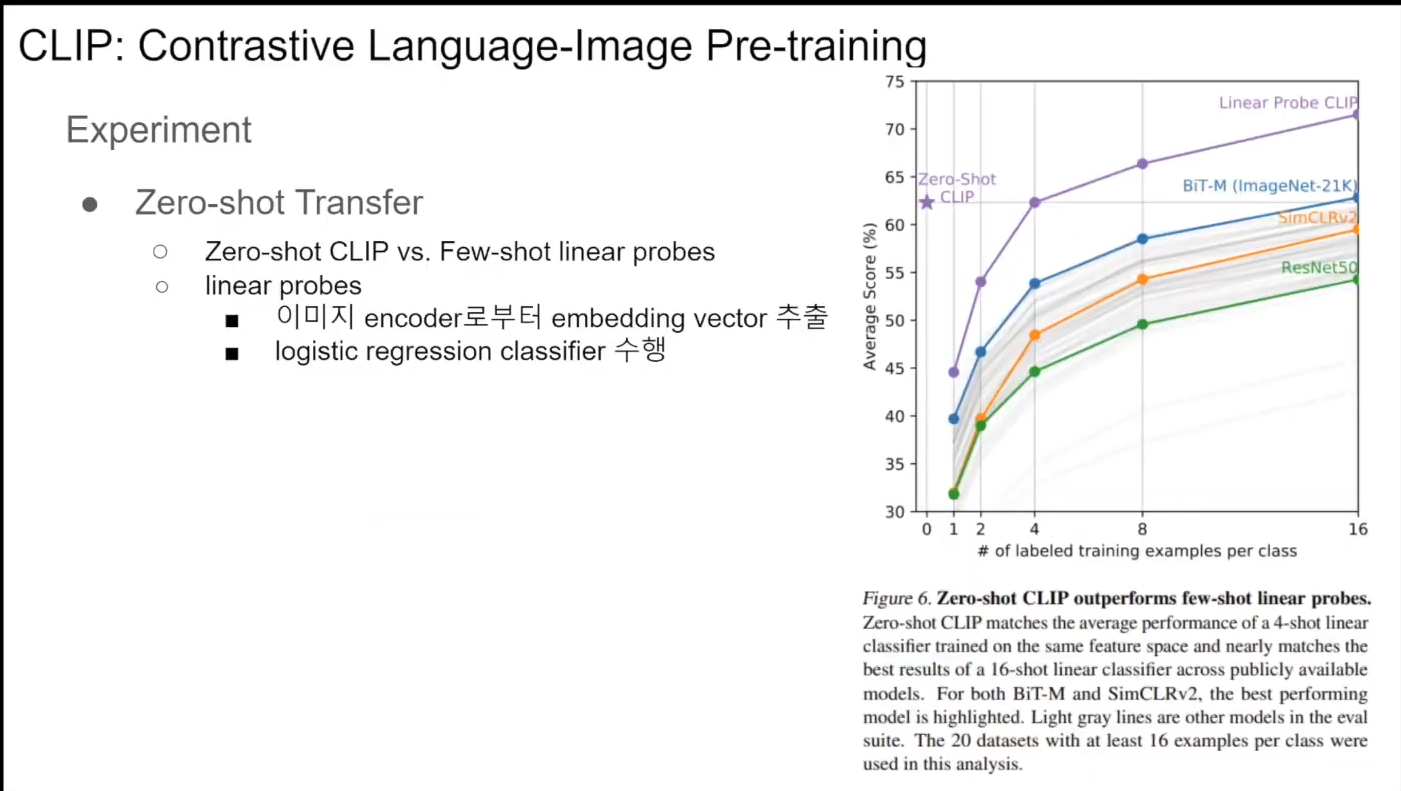 CLIP: Contrastive Language-Image Pre-training
Experiment
● Zero-shot Transfer
○ Zero-shot CLIP vs. Few-shot linear probes
○ linear probes
■ 이미지 encoder로부터 embedding vector 추출
■ logistic regression classifier 수행
75
70
65
60
55
50
45
40
35
30
Average Score (%)
Linear Probe CLIP
Zero-Shot
CLIP
BiT-M (ImageNet-21K)
SimCLRv2
ResNet50
0 1 2 4 8 16
# of labeled training examples per class
Figure 6. Zero-shot CLIP outperforms few-shot linear probes.
Zero-shot CLIP matches the average performance of a 4-shot linear
classifier trained on the same feature space and nearly matches the
best results of a 16-shot linear classifier across publicly available
models. For both BiT-M and SimCLRv2, the best performing
model is highlighted. Light gray lines are other models in the eval
suite. The 20 datasets with at least 16 examples per class were
used in this analysis.